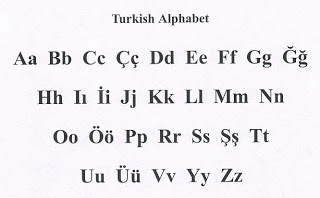 Turkish Alphabet
Aa Bb Cc Çç Dd Ee Ff Gg Ğğ
Hh Iı İi Jj Kk Ll Mm Nn
Oo Öö Pp Rr Ss Şş Tt
Uu Üü Vv Yy Zz